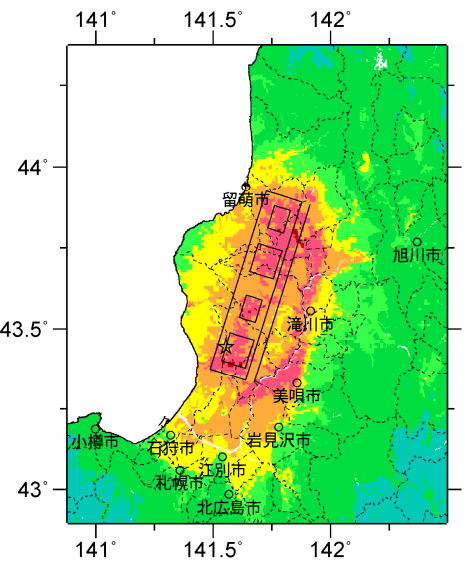 141° 141.5° 142°
44°
留萌市
旭川市
43.5°
滝川市
美唄市
小樽市
石狩市
岩見沢市
江別市
札幌市
43°
北広島市
141° 141.5° 142°